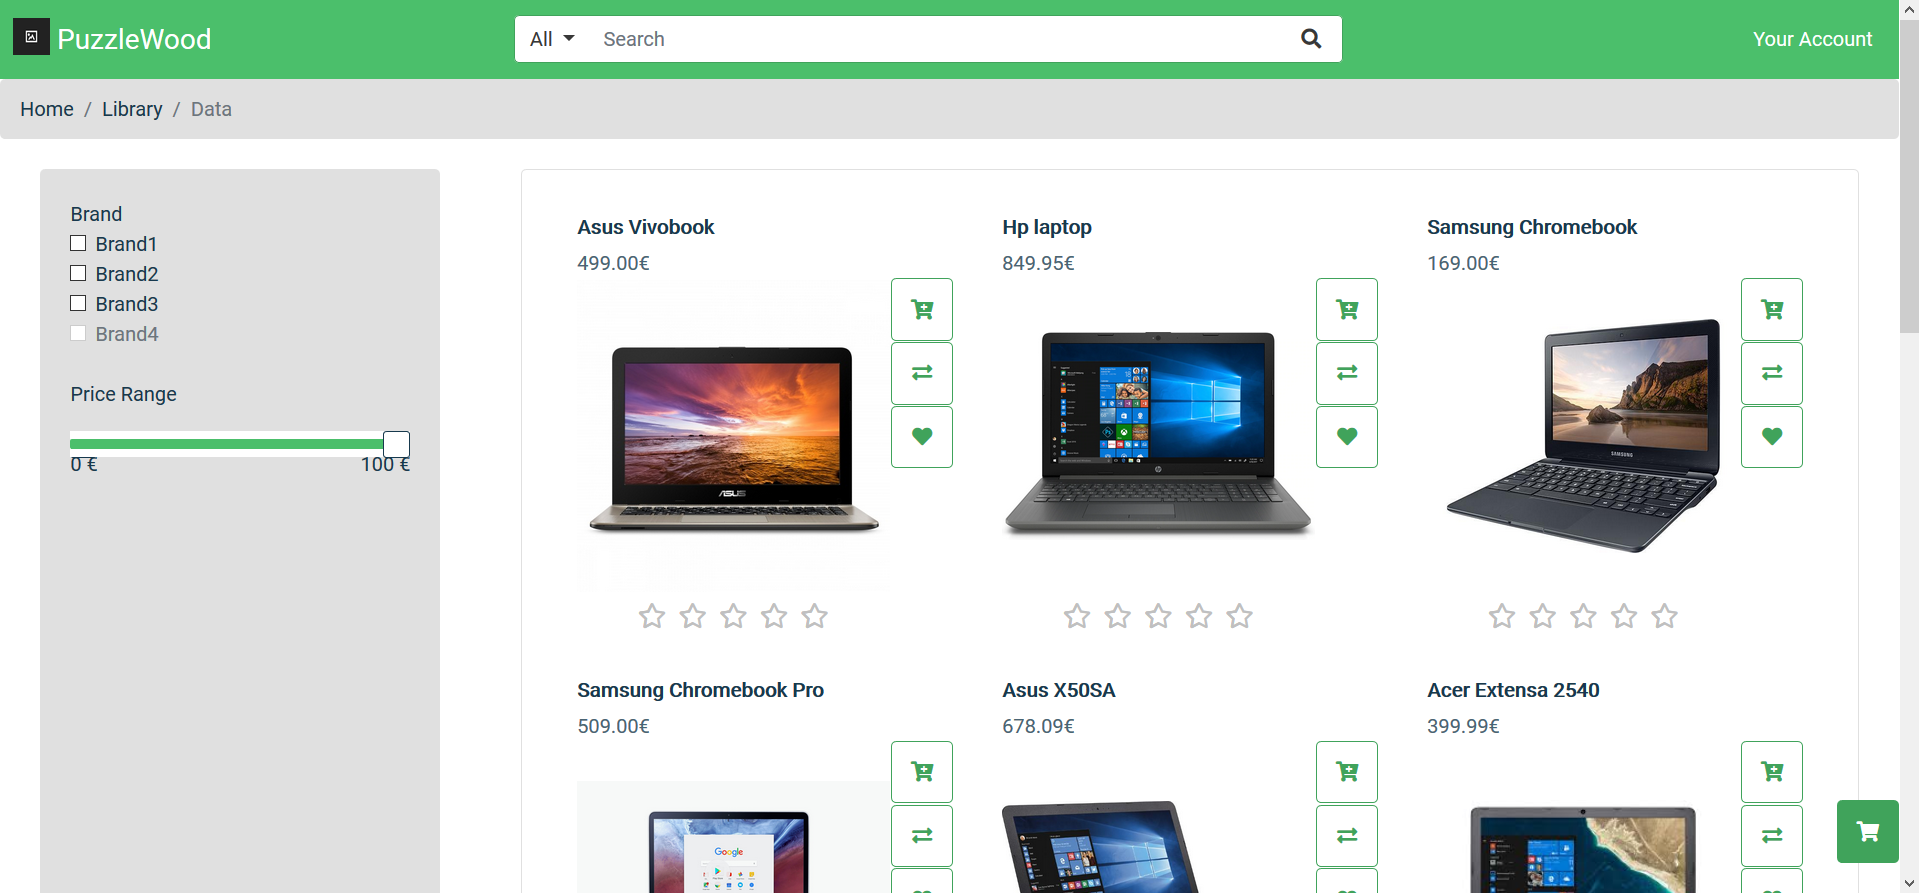 PuzzleWood
All
Search
Your Account
Home / Library / Data
Brand
Brand1
Brand2
Brand3
Brand4
Price Range
0 €
100 €
Asus Vivobook
499.00€
ASUS
Hp laptop
849.95€
hp
Samsung Chromebook
169.00€
SAMSUNG
Samsung Chromebook Pro
509.00€
Google
Asus X50SA
678.09€
Acer Extensa 2540
399.99€